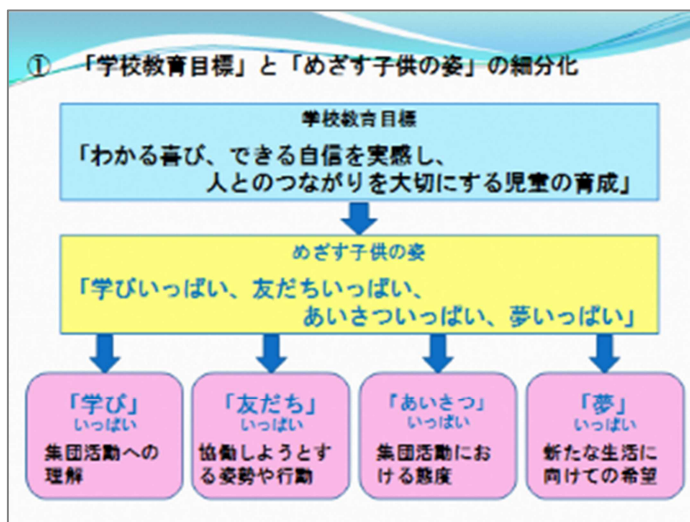 ① 「学校教育目標」と「めざす子供の姿」の細分化
学校教育目標
「わかる喜び、できる自信を実感し、
人とのつながりを大切にする児童の育成」
めざす子供の姿
「学びいっぱい、友だちいっぱい、
あいさついっぱい、夢いっぱい」
「学び」
いっぱい
集団活動への
理解
「友だち」
いっぱい
協働しようとす
る姿勢や行動
「あいさつ」
いっぱい
集団活動にお
ける態度
「夢」
いっぱい
新たな生活に
向けての希望